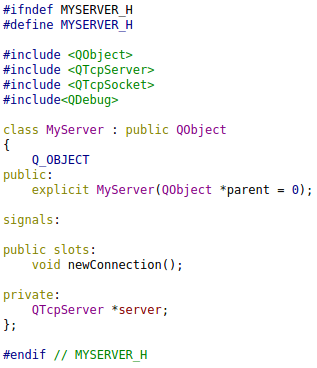 #ifndef MYSERVER_H
#define MYSERVER_H

#include <QObject>
#include <QTcpServer>
#include <QTcpSocket>
#include<QDebug>

class MyServer : public QObject
{
    Q_OBJECT
public:
    explicit MyServer(QObject *parent = 0);

signals:

public slots:
    void newConnection();

private:
    QTcpServer *server;
};

#endif // MYSERVER_H